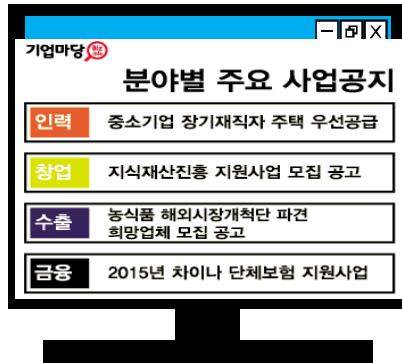 기업마당
분야별 주요 사업공지
인력 중소기업 장기재직자 주택 우선공급
창업 지식재산진흥 지원사업 모집 공고
수출 농식품 해외시장개척단 파견
희망업체 모집 공고
금융 2015년 차이나 단체보험 지원사업